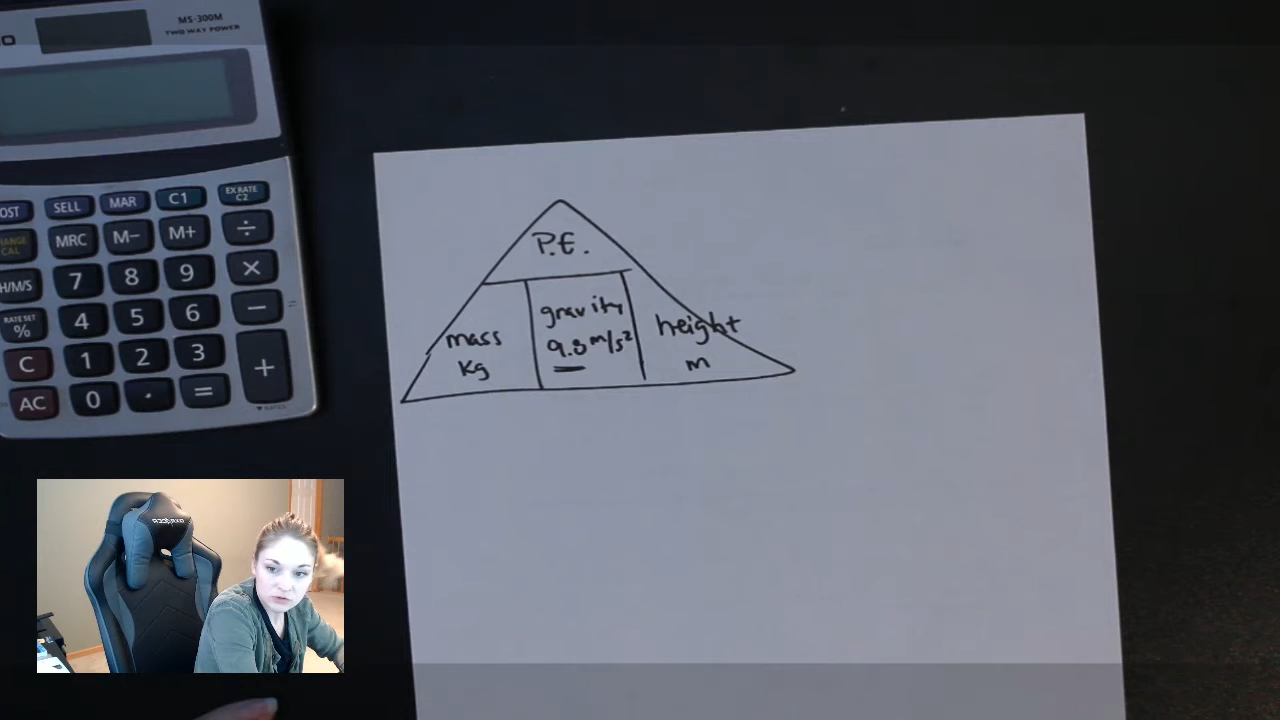 MS-300M
TWO WAY POWER
SELL MAR C1 EX RATE C2
MRC M− M+ ÷
H/M/S 7 8 9 ×
RATE SET % 4 5 6 −
C 1 2 3 +
AC 0 . =
P.E.
mass
kg
gravity
9.8 m/s²
height
m